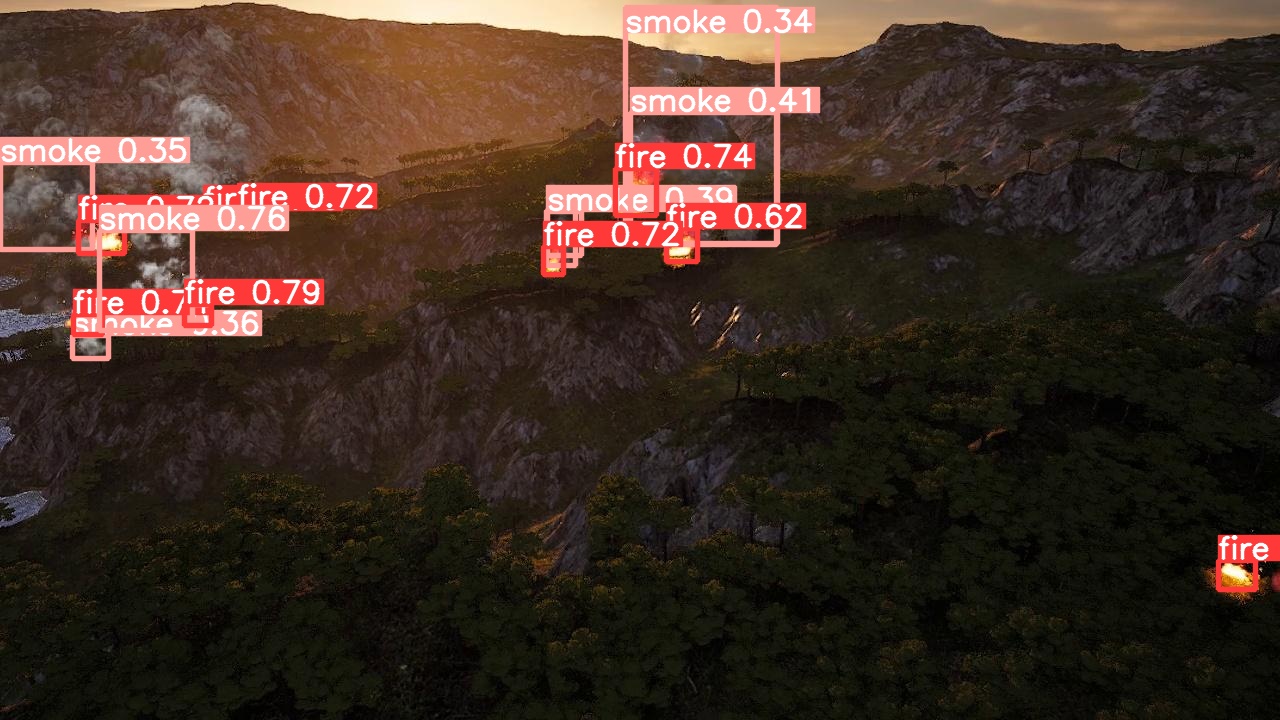 smoke 0.34
smoke 0.41
smoke 0.35
fire 0.74
fire 0.72
smoke 0.39
smoke 0.76
fire 0.62
fire 0.72
fire 0.79
smoke 0.36
fire